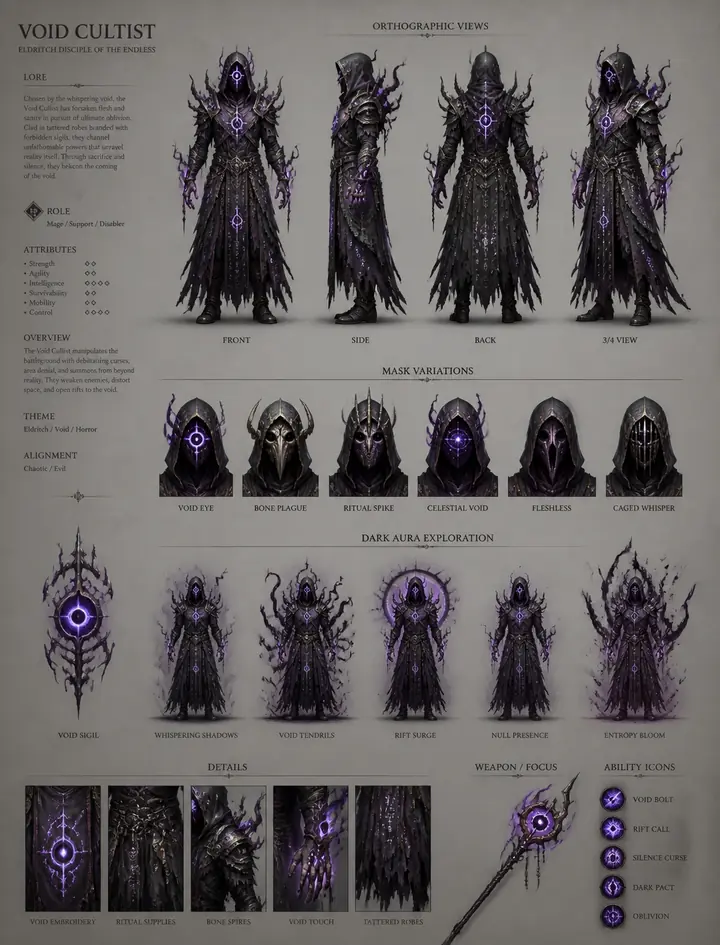 VOID CULTIST
ELDRITCH DISCIPLE OF THE ENDLESS
LORE
Chosen by the whispering void, the
Void Cultist has forsaken flesh and
sanity in pursuit of ultimate oblivion.
Clad in tattered robes branded with
forbidden sigils, they channel
unfathomable powers that unravel
reality itself. Through sacrifice and
silence, they beckon the coming
of the void.
ROLE
Mage / Support / Disabler
ATTRIBUTES
• Strength
• Agility
• Intelligence
• Survivability
• Mobility
• Control
OVERVIEW
The Void Cultist manipulates the
battleground with debilitating curses,
area denial, and summons from beyond
reality. They weaken enemies, distort
space, and open rifts to the void.
THEME
Eldritch / Void / Horror
ALIGNMENT
Chaotic / Evil
VOID SIGIL
ORTHOGRAPHIC VIEWS
FRONT
SIDE
BACK
3/4 VIEW
MASK VARIATIONS
VOID EYE
BONE PLAGUE
RITUAL SPIKE
CELESTIAL VOID
FLESHLESS
CAGED WHISPER
DARK AURA EXPLORATION
WHISPERING SHADOWS
VOID TENDRILS
RIFT SURGE
NULL PRESENCE
ENTROPY BLOOM
DETAILS
VOID EMBROIDERY
RITUAL SUPPLIES
BONE SPIRES
VOID TOUCH
TATTERED ROBES
WEAPON / FOCUS
ABILITY ICONS
VOID BOLT
RIFT CALL
SILENCE CURSE
DARK PACT
OBLIVION